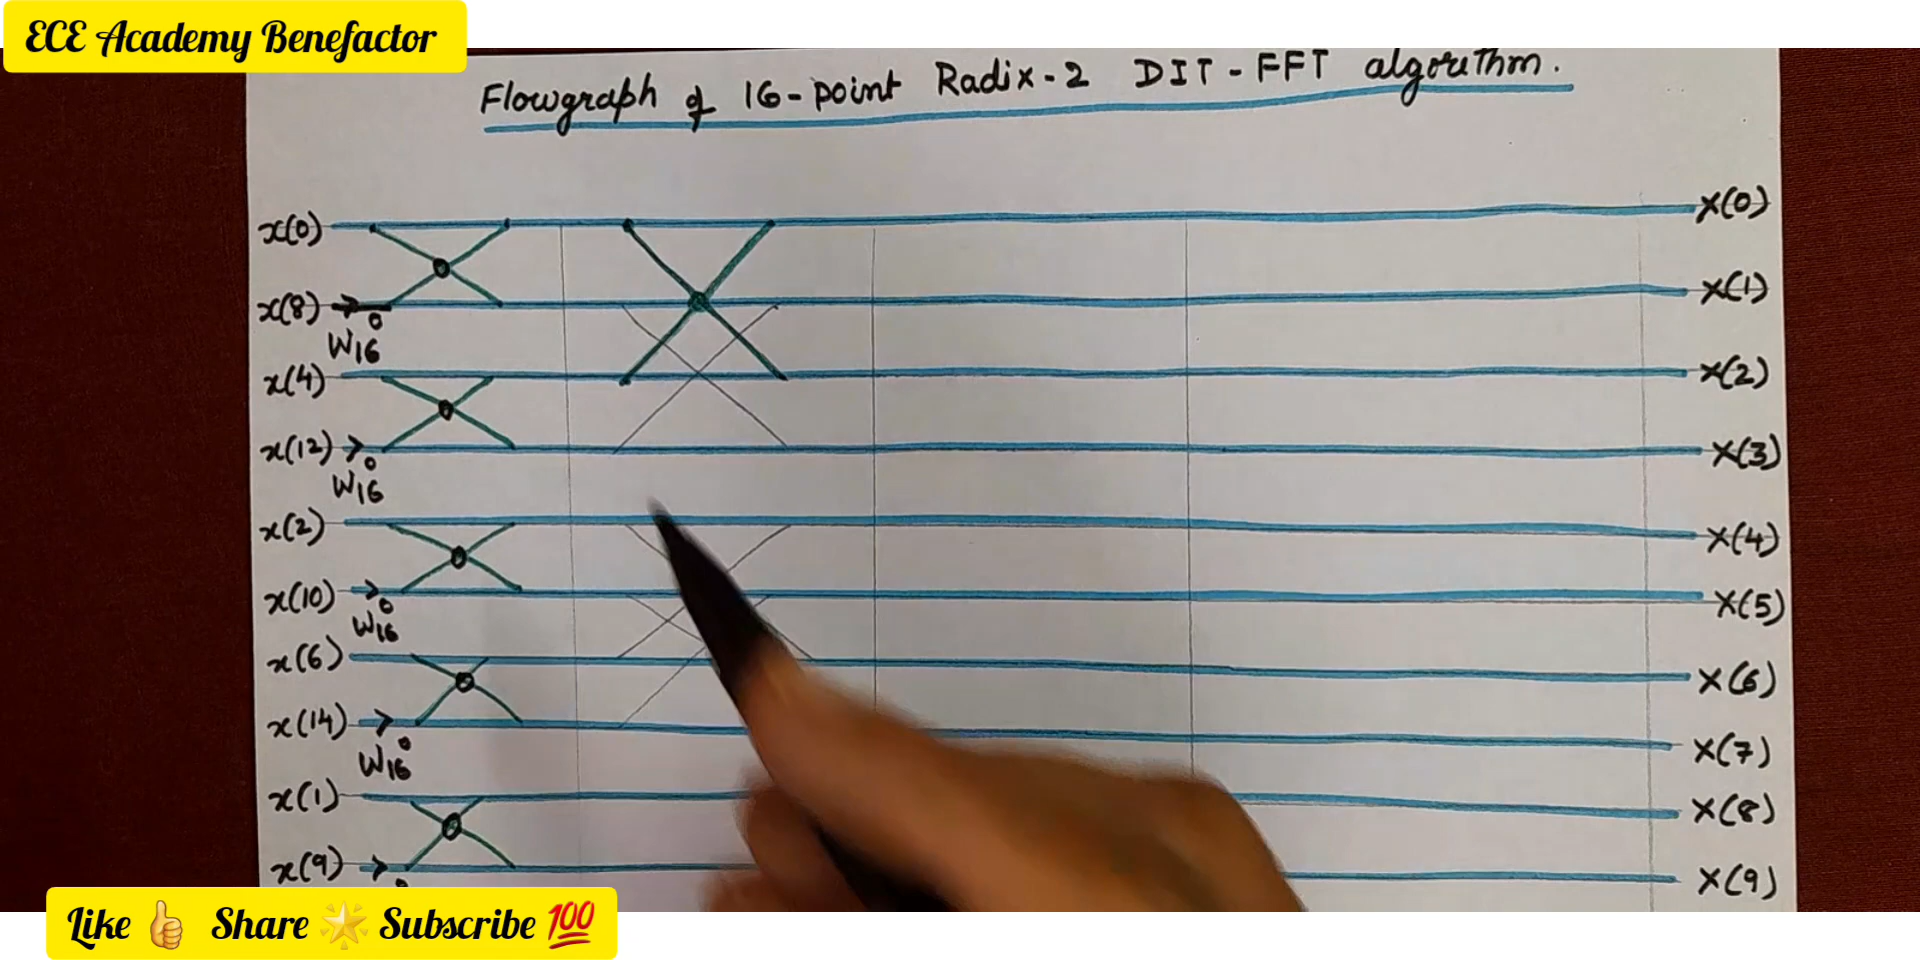 ECE Academy Benefactor
Flowgraph of 16-point Radix-2 DIT-FFT algorithm.
x(0) X(0)
x(8) X(1)
W16^0
x(4) X(2)
x(12) X(3)
W16^0
x(2) X(4)
x(10) X(5)
W16^0
x(6) X(6)
x(14) X(7)
W16^0
x(1) X(8)
x(9) X(9)
Like 👍 Share 🌟 Subscribe 💯